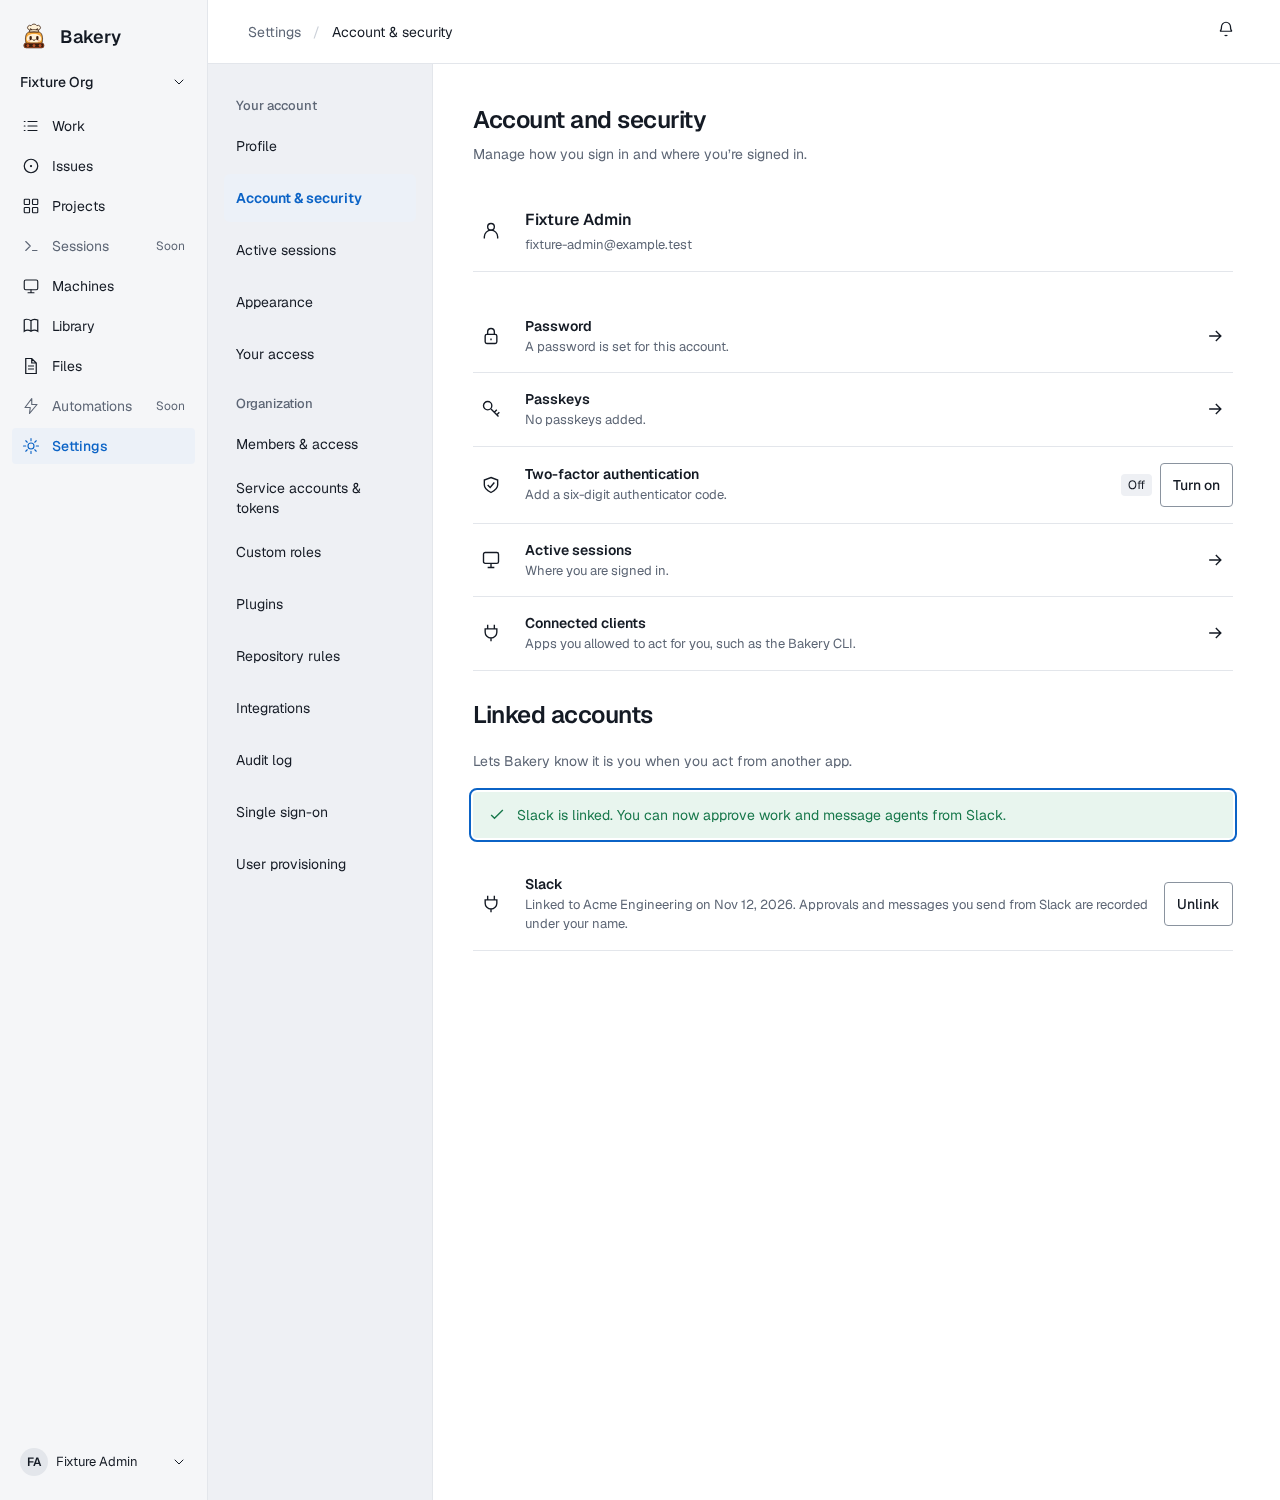 Bakery
Fixture Org
Work
Issues
Projects
Sessions Soon
Machines
Library
Files
Automations Soon
Settings
FA Fixture Admin
Settings / Account & security
Your account
Profile
Account & security
Active sessions
Appearance
Your access
Organization
Members & access
Service accounts &
tokens
Custom roles
Plugins
Repository rules
Integrations
Audit log
Single sign-on
User provisioning
Account and security
Manage how you sign in and where you're signed in.
Fixture Admin
fixture-admin@example.test
Password
A password is set for this account.
Passkeys
No passkeys added.
Two-factor authentication
Add a six-digit authenticator code.
Off Turn on
Active sessions
Where you are signed in.
Connected clients
Apps you allowed to act for you, such as the Bakery CLI.
Linked accounts
Lets Bakery know it is you when you act from another app.
Slack is linked. You can now approve work and message agents from Slack.
Slack
Linked to Acme Engineering on Nov 12, 2026. Approvals and messages you send from Slack are recorded
under your name.
Unlink